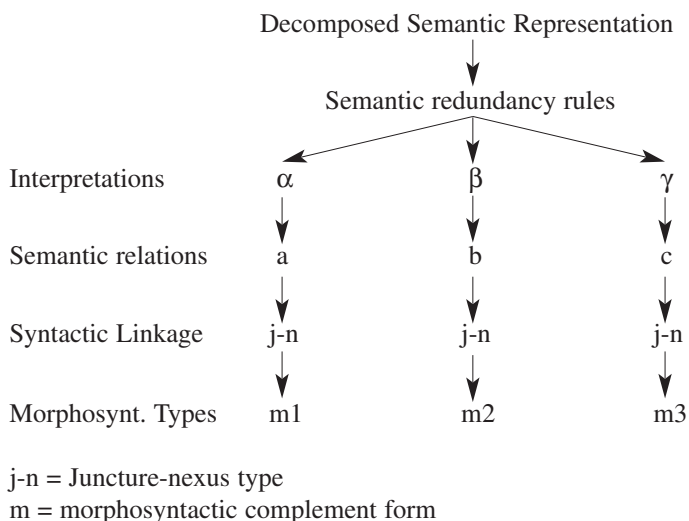 Decomposed Semantic Representation
Semantic redundancy rules
Interpretations α β γ
Semantic relations a b c
Syntactic Linkage j-n j-n j-n
Morphosynt. Types m1 m2 m3
j-n = Juncture-nexus type
m = morphosyntactic complement form